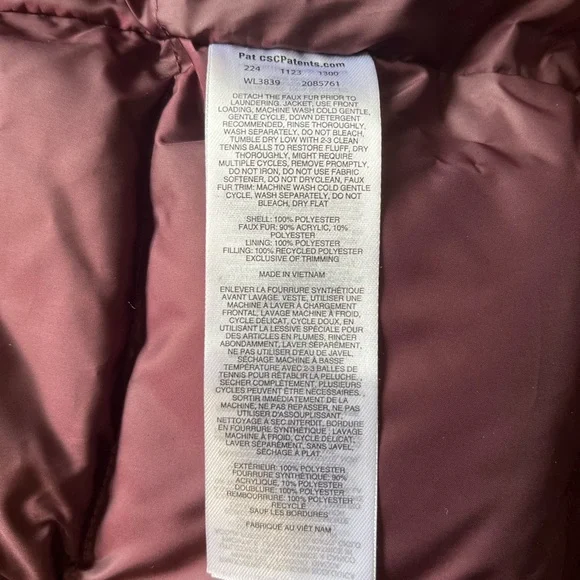 Pat CSCPatents.com
224 1123 1300
WL3839 2085761
DETACH THE FAUX FUR PRIOR TO
LAUNDERING. JACKET, USE FRONT
LOADING, MACHINE WASH COLD GENTLE,
GENTLE CYCLE, DOWN DETERGENT
RECOMMENDED, RINSE THOROUGHLY,
WASH SEPARATELY, DO NOT BLEACH,
TUMBLE DRY LOW WITH 2-3 CLEAN
TENNIS BALLS TO RESTORE FLUFF, DRY
THOROUGHLY, MIGHT REQUIRE
MULTIPLE CYCLES, REMOVE PROMPTLY,
DO NOT IRON, DO NOT USE FABRIC
SOFTENER, DO NOT DRYCLEAN, FAUX
FUR TRIM: MACHINE WASH COLD GENTLE
CYCLE, WASH SEPARATELY, DO NOT
BLEACH, DRY FLAT
SHELL: 100% POLYESTER
FAUX FUR: 90% ACRYLIC, 10%
POLYESTER
LINING: 100% POLYESTER
FILLING: 100% RECYCLED POLYESTER
EXCLUSIVE OF TRIMMING
MADE IN VIETNAM
ENLEVER LA FOURRURE SYNTHÉTIQUE
AVANT LAVAGE. VESTE, UTILISER UNE
MACHINE À LAVER À CHARGEMENT
FRONTAL, LAVAGE MACHINE À FROID,
CYCLE DÉLICAT, CYCLE DOUX, EN
UTILISANT LA LESSIVE SPÉCIALE POUR
DES ARTICLES EN PLUMES, RINCER
ABONDAMMENT, LAVER SÉPARÉMENT,
NE PAS UTILISER D'EAU DE JAVEL,
SÉCHAGE MACHINE À BASSE
TEMPÉRATURE AVEC 2-3 BALLES DE
TENNIS POUR RÉTABLIR LA PELUCHE,
SÉCHER COMPLÈTEMENT, PLUSIEURS
CYCLES PEUVENT ÊTRE NÉCESSAIRES,
SORTIR IMMÉDIATEMENT DE LA
MACHINE, NE PAS REPASSER, NE PAS
UTILISER D'ASSOUPLISSANT,
NETTOYAGE À SEC INTERDIT, BORDURE
EN FOURRURE SYNTHÉTIQUE : LAVAGE
MACHINE À FROID, CYCLE DÉLICAT,
LAVER SÉPARÉMENT, SANS JAVEL,
SÉCHAGE À PLAT
EXTÉRIEUR: 100% POLYESTER
FOURRURE SYNTHÉTIQUE: 90%
ACRYLIQUE, 10% POLYESTER
DOUBLURE: 100% POLYESTER
REMBOURRAGE: 100% POLYESTER
RECYCLÉ
SAUF LES BORDURES
FABRIQUÉ AU VIÊT NAM